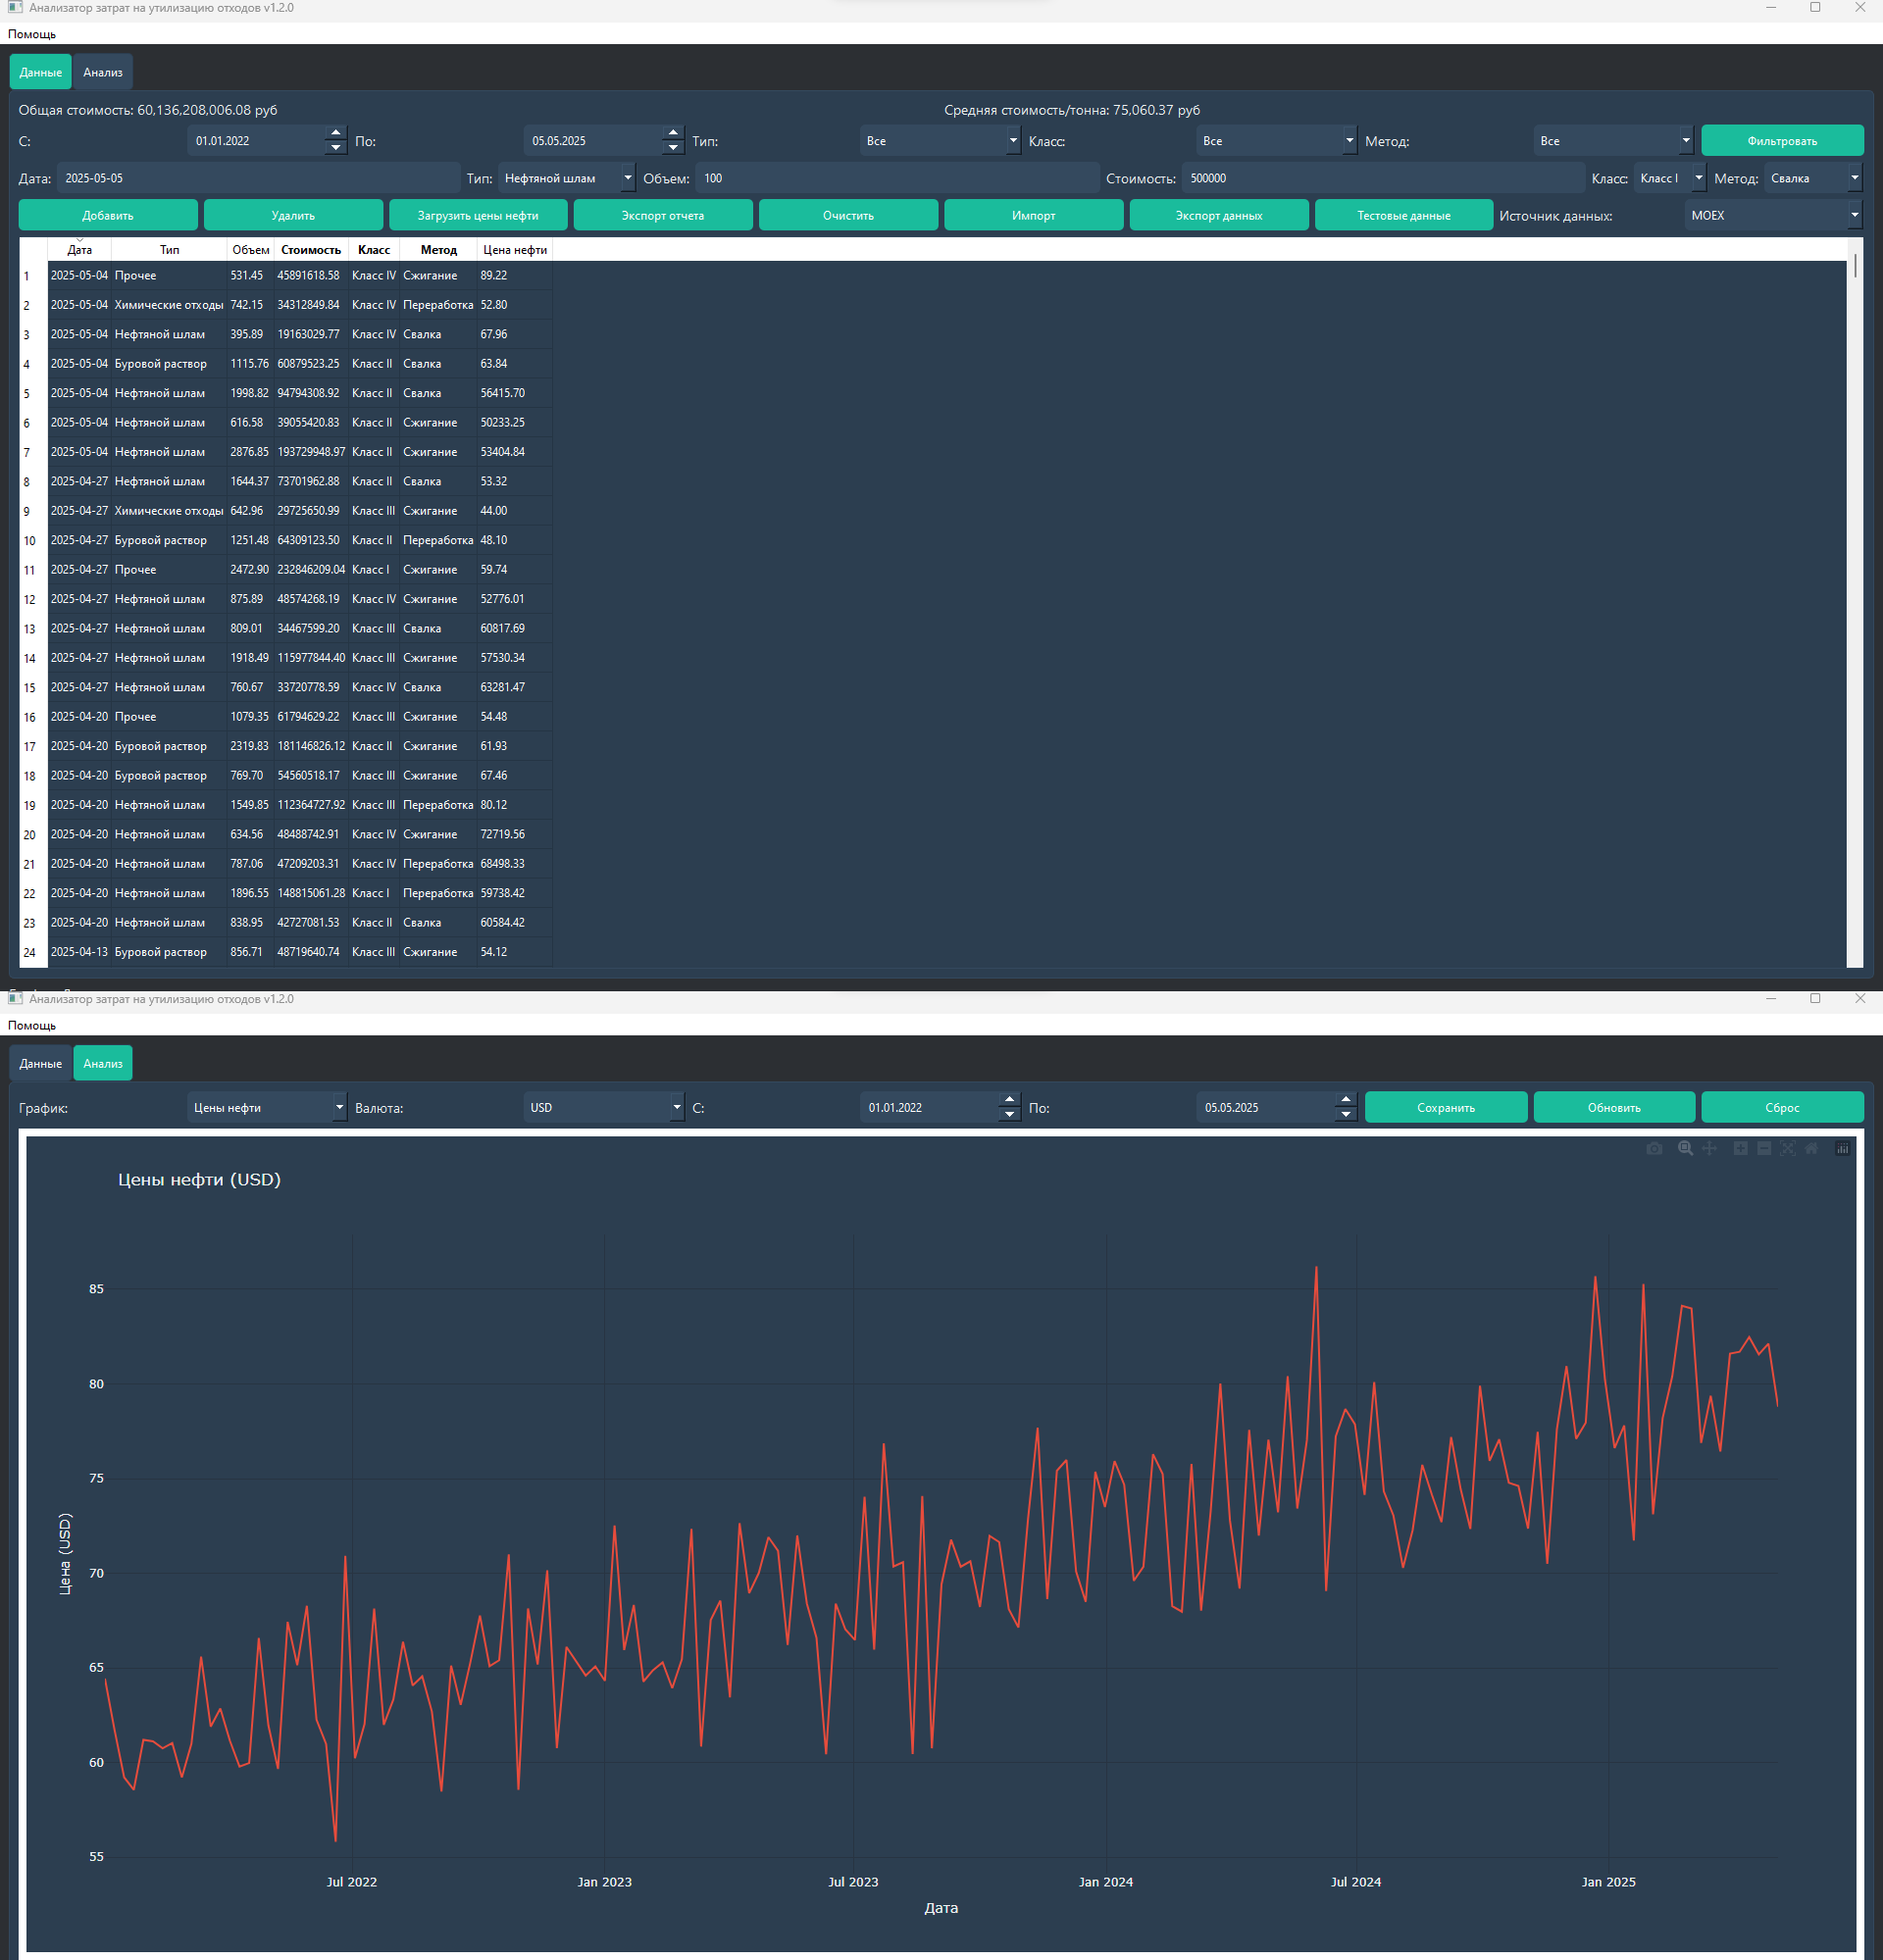 Анализатор затрат на утилизацию отходов v1.2.0
Помощь
Данные Анализ
Общая стоимость: 60,136,208,006.08 руб Средняя стоимость/тонна: 75,060.37 руб
С: 01.01.2022 По: 05.05.2025 Тип: Все Класс: Все Метод: Все Фильтровать
Дата: 2025-05-05 Тип: Нефтяной шлам Объем: 100 Стоимость: 500000 Класс: Класс I Метод: Свалка
Добавить Удалить Загрузить цены нефти Экспорт отчета Очистить Импорт Экспорт данных Тестовые данные Источник данных: MOEX
Дата Тип Объем Стоимость Класс Метод Цена нефти
1 2025-05-04 Прочее 531.45 45891618.58 Класс IV Сжигание 89.22
2 2025-05-04 Химические отходы 742.15 34312849.84 Класс IV Переработка 52.80
3 2025-05-04 Нефтяной шлам 395.89 19163029.77 Класс IV Свалка 67.96
4 2025-05-04 Буровой раствор 1115.76 60879523.25 Класс II Свалка 63.84
5 2025-05-04 Нефтяной шлам 1998.82 94794308.92 Класс II Свалка 56415.70
6 2025-05-04 Нефтяной шлам 616.58 39055420.83 Класс II Сжигание 50233.25
7 2025-05-04 Нефтяной шлам 2876.85 193729948.97 Класс II Сжигание 53404.84
8 2025-04-27 Нефтяной шлам 1644.37 73701962.88 Класс II Свалка 53.32
9 2025-04-27 Химические отходы 642.96 29725650.99 Класс III Сжигание 44.00
10 2025-04-27 Буровой раствор 1251.48 64309123.50 Класс II Переработка 48.10
11 2025-04-27 Прочее 2472.90 232846209.04 Класс I Сжигание 59.74
12 2025-04-27 Нефтяной шлам 875.89 48574268.19 Класс IV Сжигание 52776.01
13 2025-04-27 Нефтяной шлам 809.01 34467599.20 Класс III Свалка 60817.69
14 2025-04-27 Нефтяной шлам 1918.49 115977844.40 Класс III Сжигание 57530.34
15 2025-04-27 Нефтяной шлам 760.67 33720778.59 Класс IV Свалка 63281.47
16 2025-04-20 Прочее 1079.35 61794629.22 Класс III Сжигание 54.48
17 2025-04-20 Буровой раствор 2319.83 181146826.12 Класс II Сжигание 61.93
18 2025-04-20 Буровой раствор 769.70 54560518.17 Класс III Сжигание 67.46
19 2025-04-20 Нефтяной шлам 1549.85 112364727.92 Класс III Переработка 80.12
20 2025-04-20 Нефтяной шлам 634.56 48488742.91 Класс IV Сжигание 72719.56
21 2025-04-20 Нефтяной шлам 787.06 47209203.31 Класс IV Переработка 68498.33
22 2025-04-20 Нефтяной шлам 1896.55 148815061.28 Класс I Переработка 59738.42
23 2025-04-20 Нефтяной шлам 838.95 42727081.53 Класс II Свалка 60584.42
24 2025-04-13 Буровой раствор 856.71 48719640.74 Класс III Сжигание 54.12
Анализатор затрат на утилизацию отходов v1.2.0
Помощь
Данные Анализ
График: Цены нефти Валюта: USD С: 01.01.2022 По: 05.05.2025 Сохранить Обновить Сброс
Цены нефти (USD)
85
80
75
70
65
60
55
Цена (USD)
Jul 2022 Jan 2023 Jul 2023 Jan 2024 Jul 2024 Jan 2025
Дата